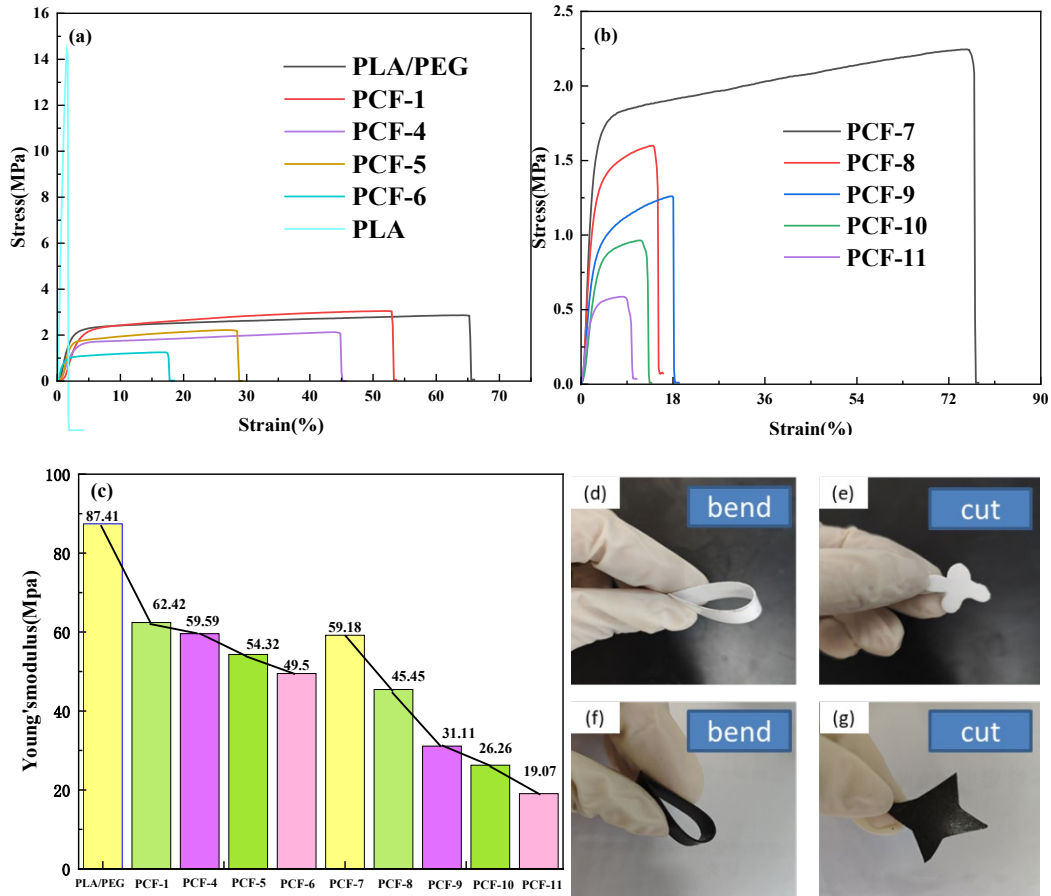 (a)
16
14
12
10
8
6
4
2
0
Stress(MPa)
PLA/PEG
PCF-1
PCF-4
PCF-5
PCF-6
PLA
0 10 20 30 40 50 60 70
Strain(%)
(b)
2.5
2.0
1.5
1.0
0.5
0.0
Stress(MPa)
PCF-7
PCF-8
PCF-9
PCF-10
PCF-11
0 18 36 54 72 90
Strain(%)
(c)
100
80
60
40
20
0
Young'smodulus(Mpa)
87.41
62.42
59.59
54.32
49.5
59.18
45.45
31.11
26.26
19.07
PLA/PEG PCF-1 PCF-4 PCF-5 PCF-6 PCF-7 PCF-8 PCF-9 PCF-10 PCF-11
(d)
bend
(e)
cut
(f)
bend
(g)
cut